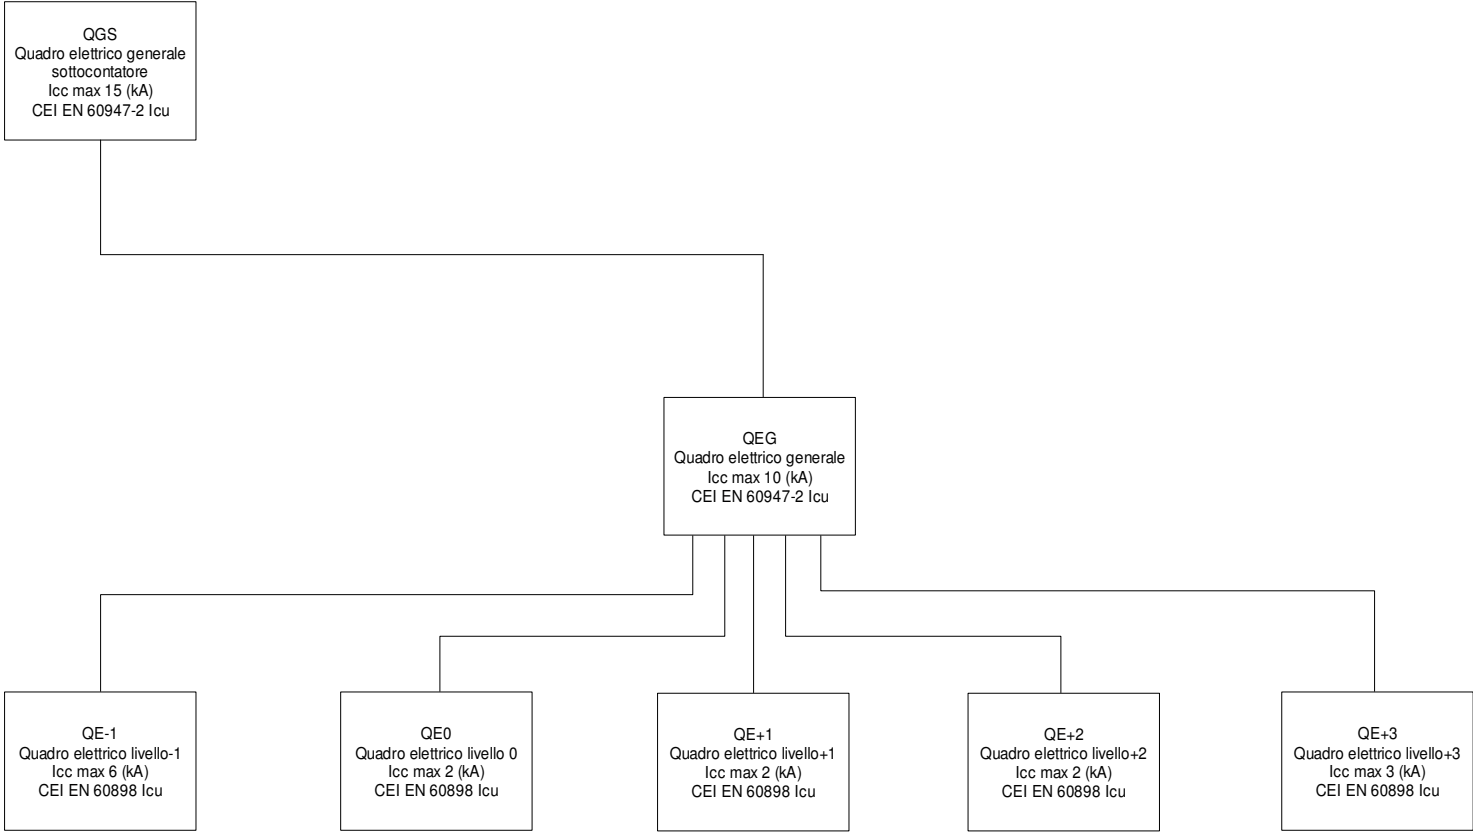 QGS
Quadro elettrico generale
sottocontatore
Icc max 15 (kA)
CEI EN 60947-2 Icu
QEG
Quadro elettrico generale
Icc max 10 (kA)
CEI EN 60947-2 Icu
QE-1
Quadro elettrico livello-1
Icc max 6 (kA)
CEI EN 60898 Icu
QE0
Quadro elettrico livello 0
Icc max 2 (kA)
CEI EN 60898 Icu
QE+1
Quadro elettrico livello+1
Icc max 2 (kA)
CEI EN 60898 Icu
QE+2
Quadro elettrico livello+2
Icc max 2 (kA)
CEI EN 60898 Icu
QE+3
Quadro elettrico livello+3
Icc max 3 (kA)
CEI EN 60898 Icu